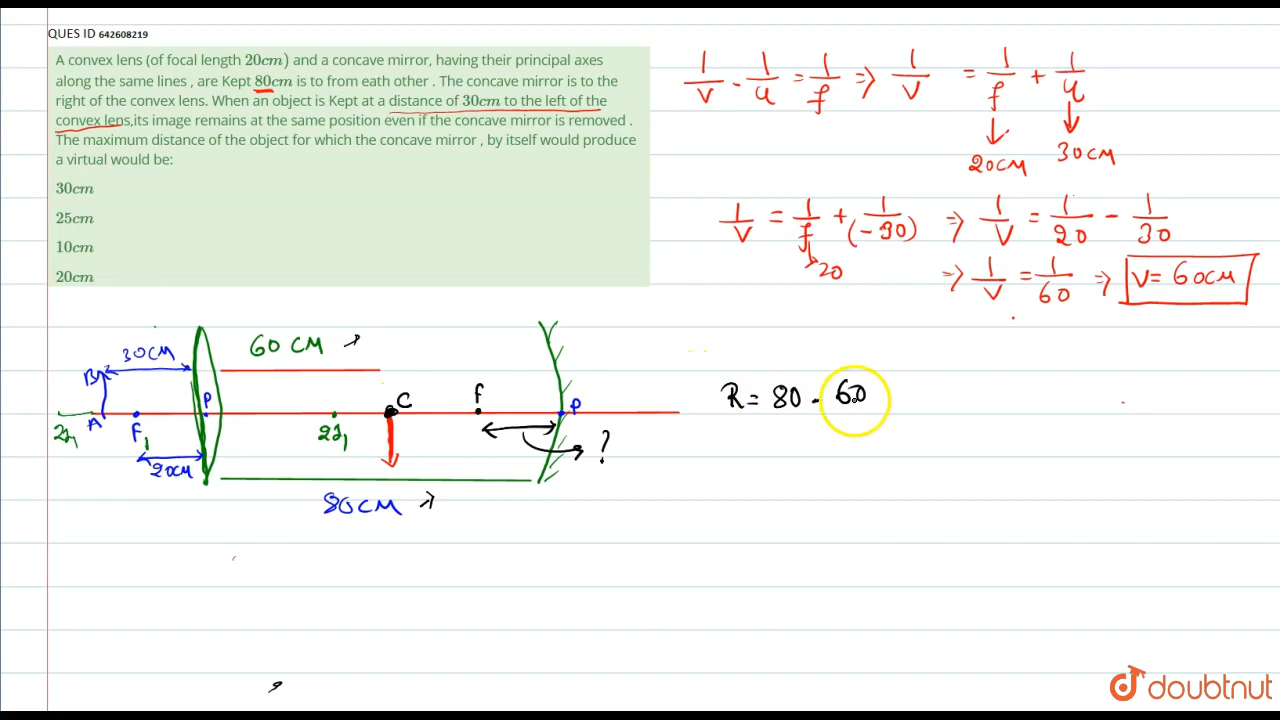 QUES ID 642608219
A convex lens (of focal length 20cm) and a concave mirror, having their principal axes
along the same lines , are Kept 80cm is to from eath other . The concave mirror is to the
right of the convex lens. When an object is Kept at a distance of 30cm to the left of the
convex lens,its image remains at the same position even if the concave mirror is removed .
The maximum distance of the object for which the concave mirror , by itself would produce
a virtual would be:
30cm
25cm
10cm
20cm
1/V - 1/u = 1/f => 1/V = 1/f + 1/u
20CM 30CM
1/V = 1/f + 1/(-30) => 1/V = 1/20 - 1/30
20
=> 1/V = 1/60 => V= 60CM
30CM
60 CM
B
A
F1
P
2f1
C
f
P
2f1
20CM
?
80CM
R= 80 - 60
doubtnut